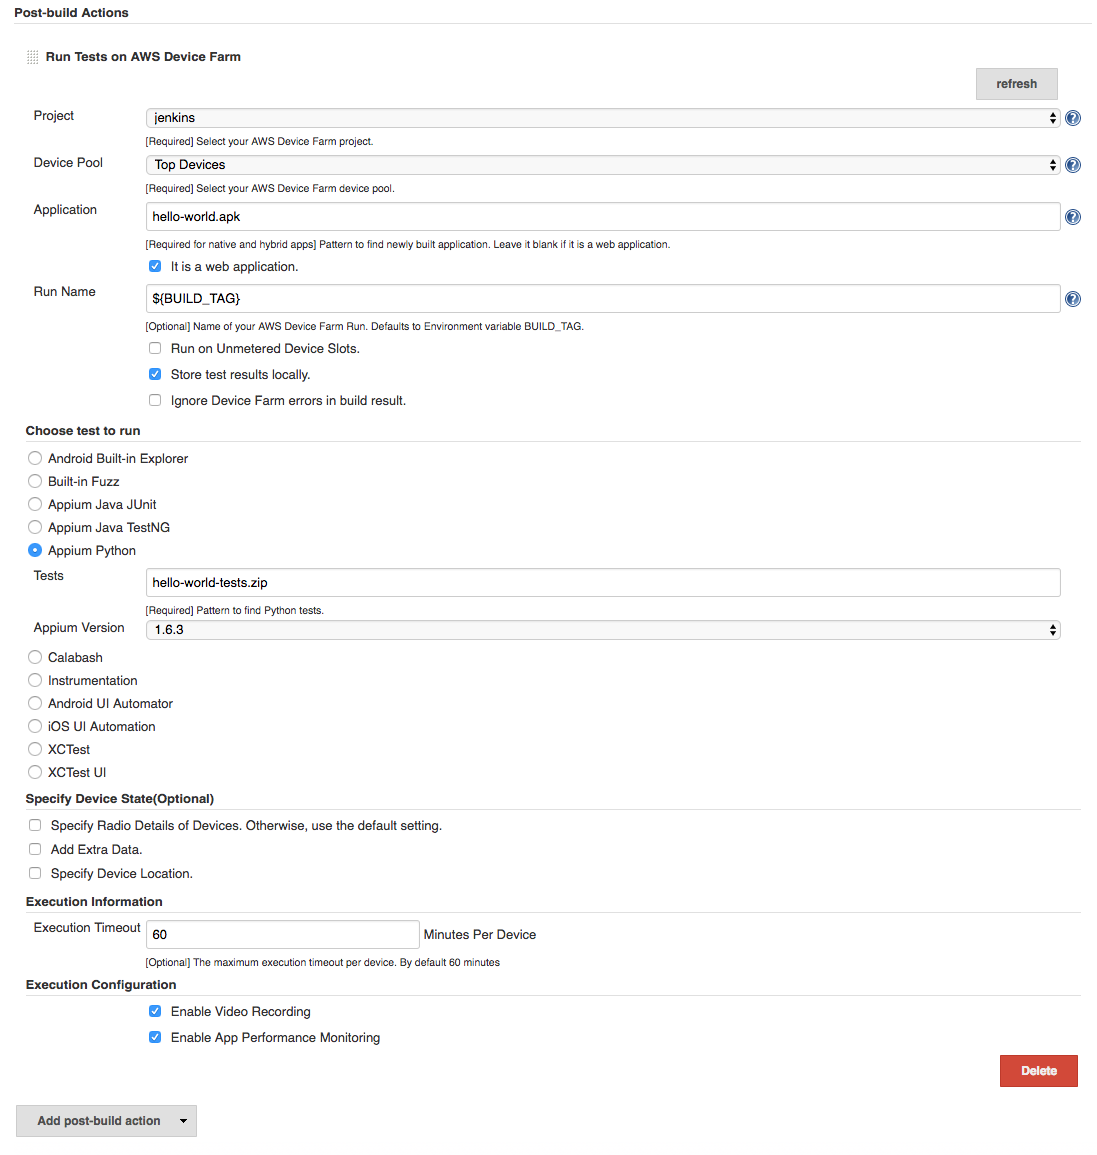 Post-build Actions
Run Tests on AWS Device Farm
refresh
Project
jenkins
[Required] Select your AWS Device Farm project.
Device Pool
Top Devices
[Required] Select your AWS Device Farm device pool.
Application
hello-world.apk
[Required for native and hybrid apps] Pattern to find newly built application. Leave it blank if it is a web application.
It is a web application.
Run Name
${BUILD_TAG}
[Optional] Name of your AWS Device Farm Run. Defaults to Environment variable BUILD_TAG.
Run on Unmetered Device Slots.
Store test results locally.
Ignore Device Farm errors in build result.
Choose test to run
Android Built-in Explorer
Built-in Fuzz
Appium Java JUnit
Appium Java TestNG
Appium Python
Tests
hello-world-tests.zip
[Required] Pattern to find Python tests.
Appium Version
1.6.3
Calabash
Instrumentation
Android UI Automator
iOS UI Automation
XCTest
XCTest UI
Specify Device State(Optional)
Specify Radio Details of Devices. Otherwise, use the default setting.
Add Extra Data.
Specify Device Location.
Execution Information
Execution Timeout
60
Minutes Per Device
[Optional] The maximum execution timeout per device. By default 60 minutes
Execution Configuration
Enable Video Recording
Enable App Performance Monitoring
Delete
Add post-build action